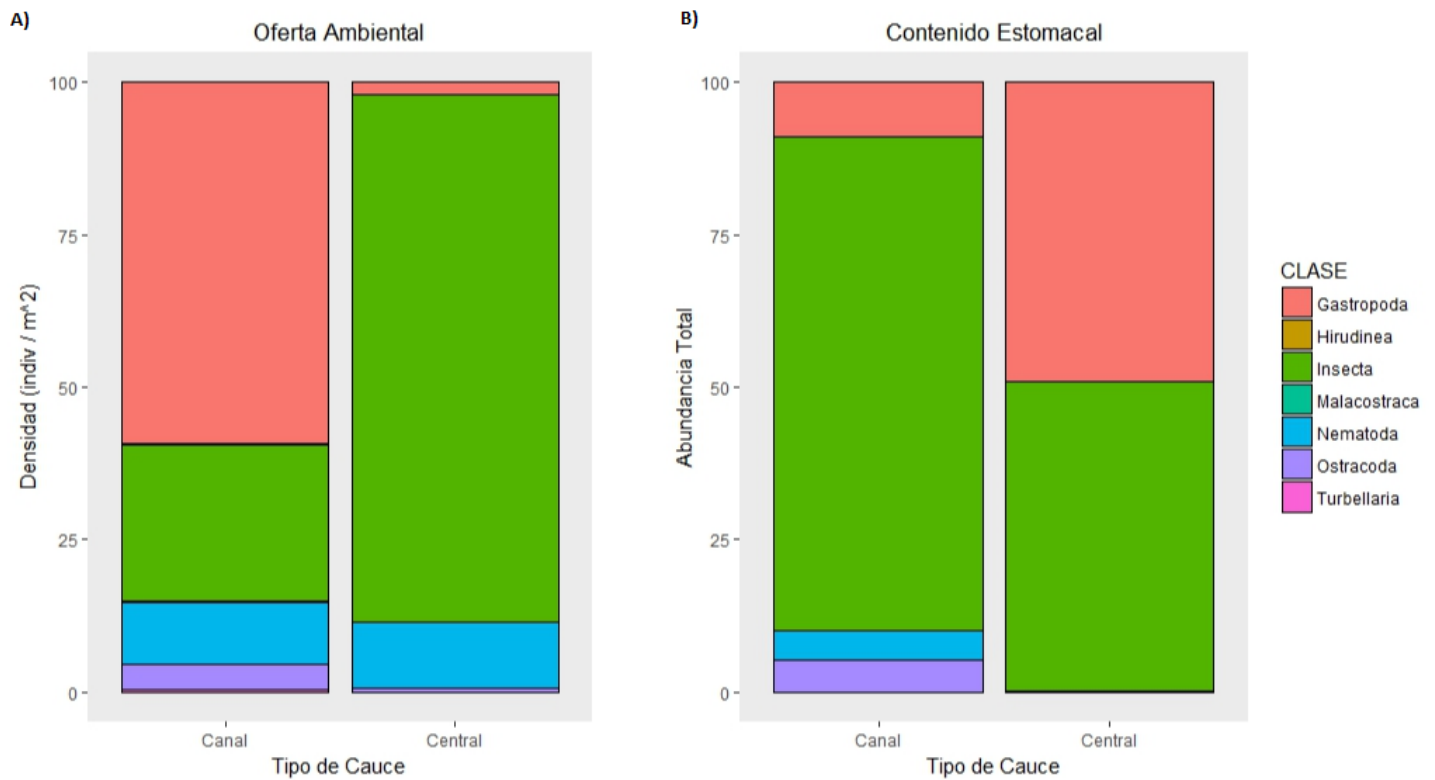 A)
Oferta Ambiental
Densidad (indiv / m^2)
100
75
50
25
0
Canal
Central
Tipo de Cauce
B)
Contenido Estomacal
Abundancia Total
100
75
50
25
0
Canal
Central
Tipo de Cauce
CLASE
Gastropoda
Hirudinea
Insecta
Malacostraca
Nematoda
Ostracoda
Turbellaria